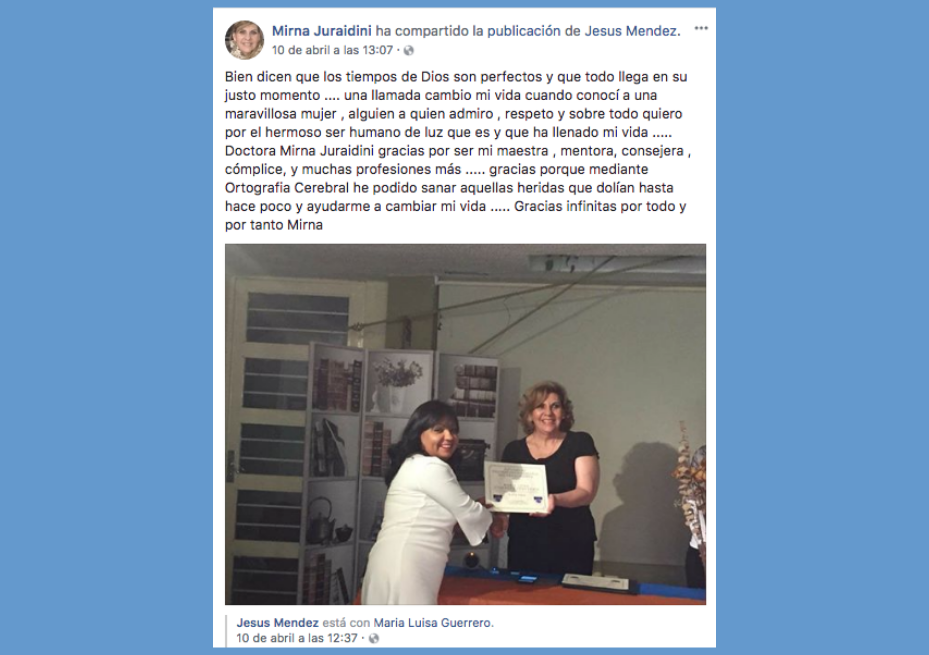 Mirna Juraidini ha compartido la publicación de Jesus Mendez.
10 de abril a las 13:07 ·
Bien dicen que los tiempos de Dios son perfectos y que todo llega en su
justo momento .... una llamada cambio mi vida cuando conocí a una
maravillosa mujer , alguien a quien admiro , respeto y sobre todo quiero
por el hermoso ser humano de luz que es y que ha llenado mi vida .....
Doctora Mirna Juraidini gracias por ser mi maestra , mentora, consejera ,
cómplice, y muchas profesiones más ..... gracias porque mediante
Ortografia Cerebral he podido sanar aquellas heridas que dolían hasta
hace poco y ayudarme a cambiar mi vida ..... Gracias infinitas por todo y
por tanto Mirna
Jesus Mendez está con Maria Luisa Guerrero.
10 de abril a las 12:37 ·